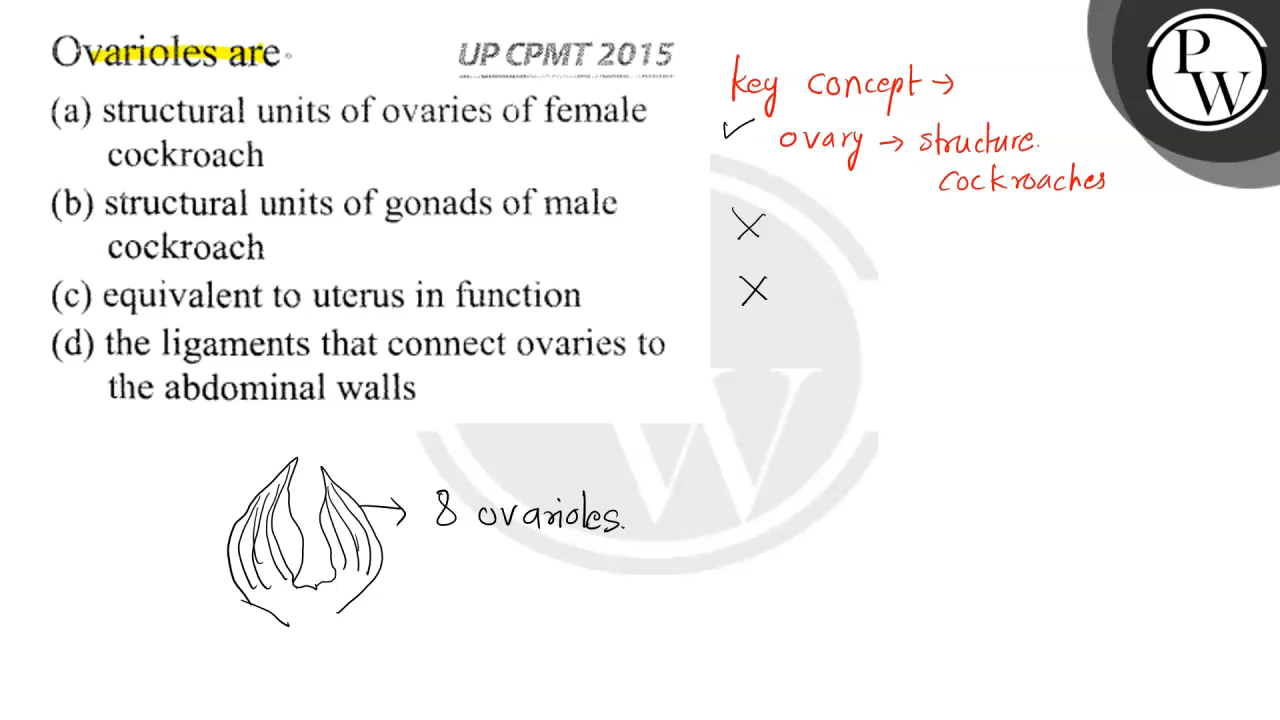 Ovarioles are
UP CPMT 2015
(a) structural units of ovaries of female
cockroach
(b) structural units of gonads of male
cockroach
(c) equivalent to uterus in function
(d) the ligaments that connect ovaries to
the abdominal walls
key concept →
✓ ovary → structure.
cockroaches
X
X
→ 8 ovarioles.
P
W
W